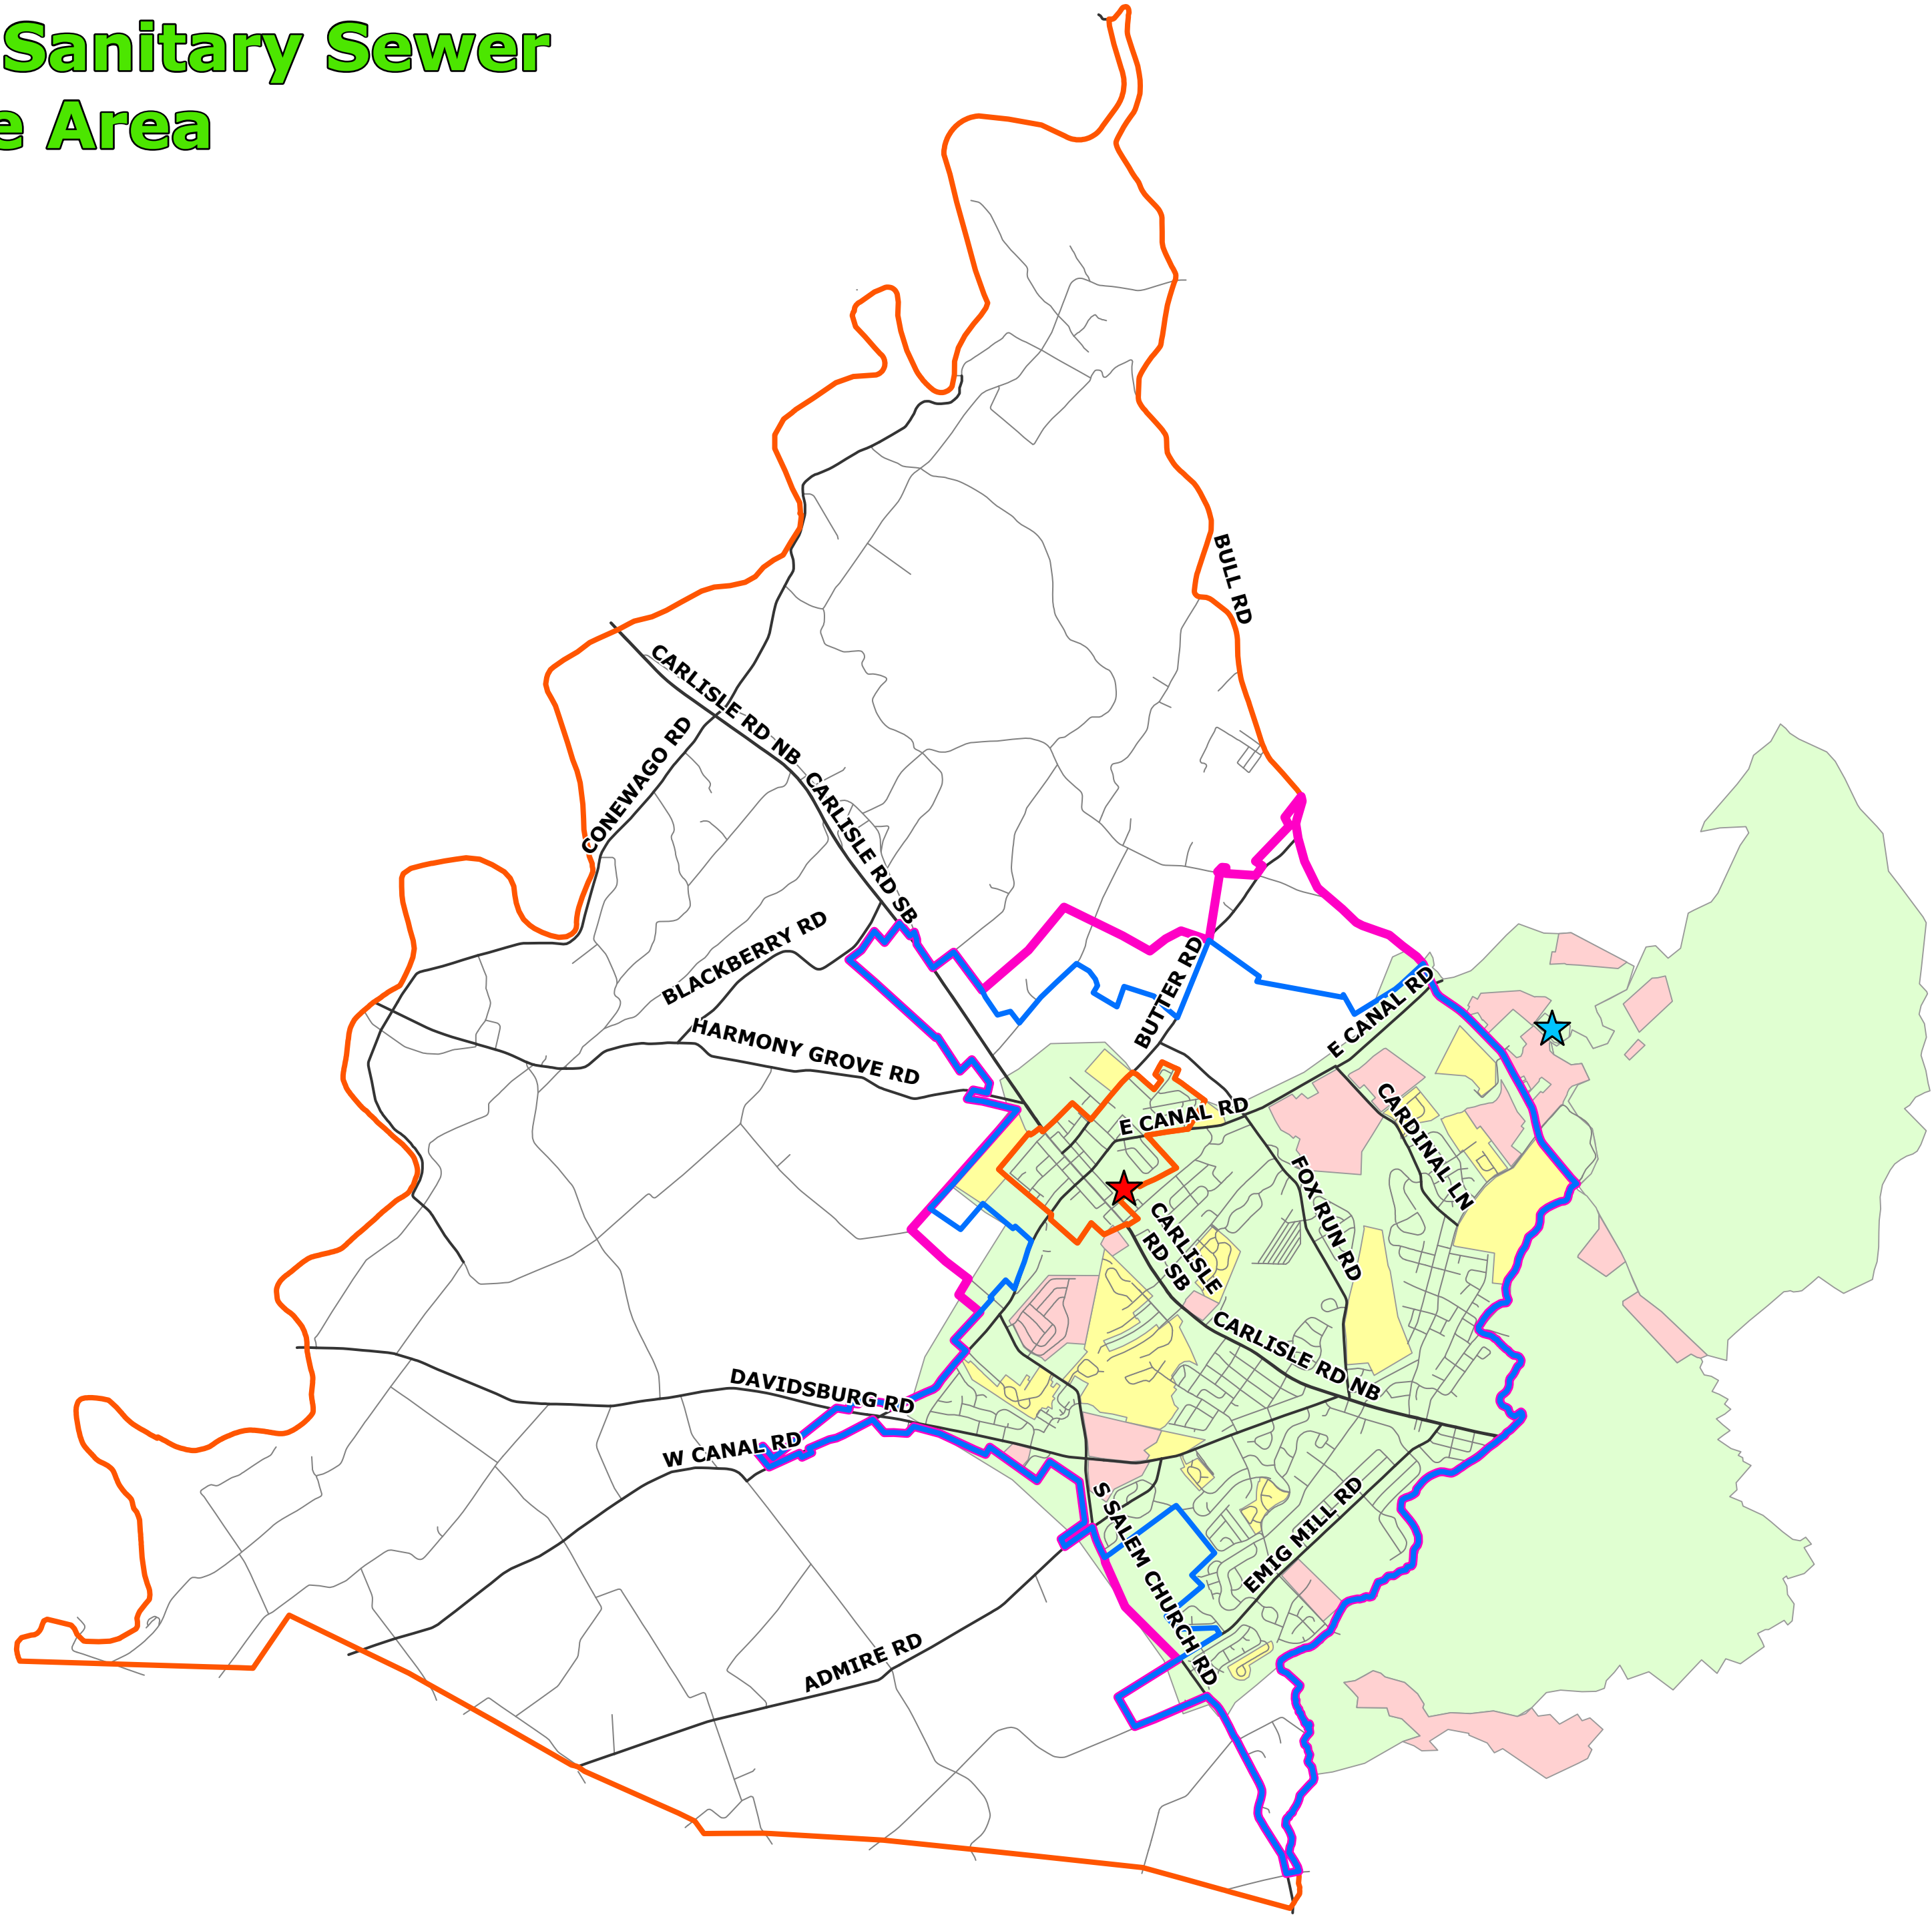 Sanitary Sewer
e Area
BULL RD
CARLISLE RD NB
CARLISLE RD SB
CONEWAGO RD
BLACKBERRY RD
HARMONY GROVE RD
BUTTER RD
E CANAL RD
E CANAL RD
CARDINAL LN
FOX RUN RD
CARLISLE
RD SB
CARLISLE RD NB
DAVIDSBURG RD
W CANAL RD
S SALEM CHURCH RD
EMIG MILL RD
ADMIRE RD